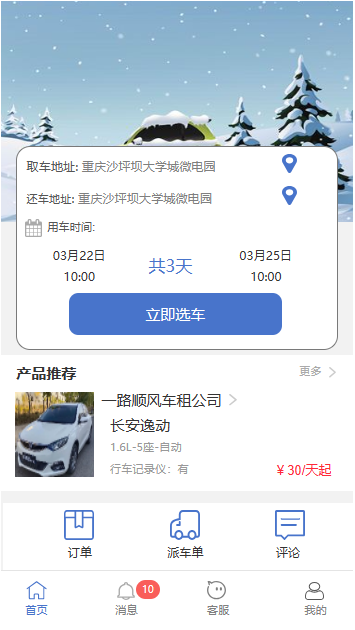 取车地址: 重庆沙坪坝大学城微电园
还车地址: 重庆沙坪坝大学城微电园
用车时间:
03月22日 共3天 03月25日
10:00 10:00
立即选车
产品推荐 更多
一路顺风车租公司
长安逸动
1.6L-5座-自动
行车记录仪：有 ￥30/天起
订单 派车单 评论
10
首页 消息 客服 我的